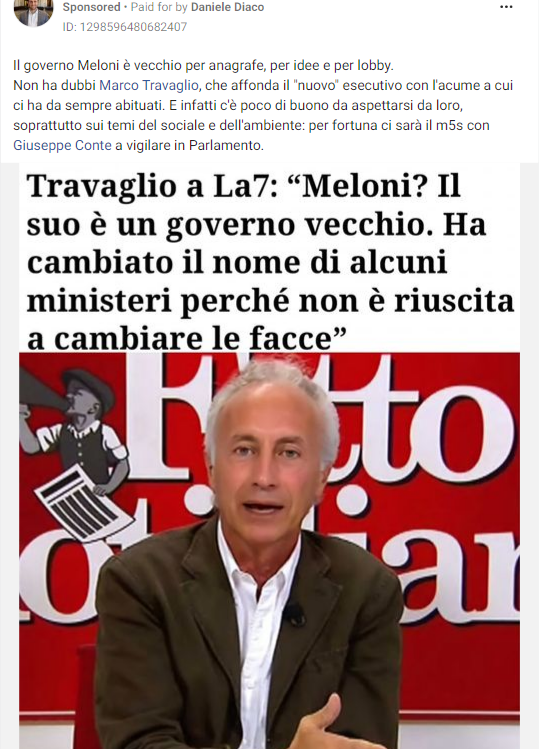 Sponsored • Paid for by Daniele Diaco
ID: 1298596480682407
Il governo Meloni è vecchio per anagrafe, per idee e per lobby.
Non ha dubbi Marco Travaglio, che affonda il "nuovo" esecutivo con l'acume a cui
ci ha da sempre abituati. E infatti c'è poco di buono da aspettarsi da loro,
soprattutto sui temi del sociale e dell'ambiente: per fortuna ci sarà il m5s con
Giuseppe Conte a vigilare in Parlamento.
Travaglio a La7: “Meloni? Il
suo è un governo vecchio. Ha
cambiato il nome di alcuni
ministeri perché non è riuscita
a cambiare le facce”
F tto
otidian